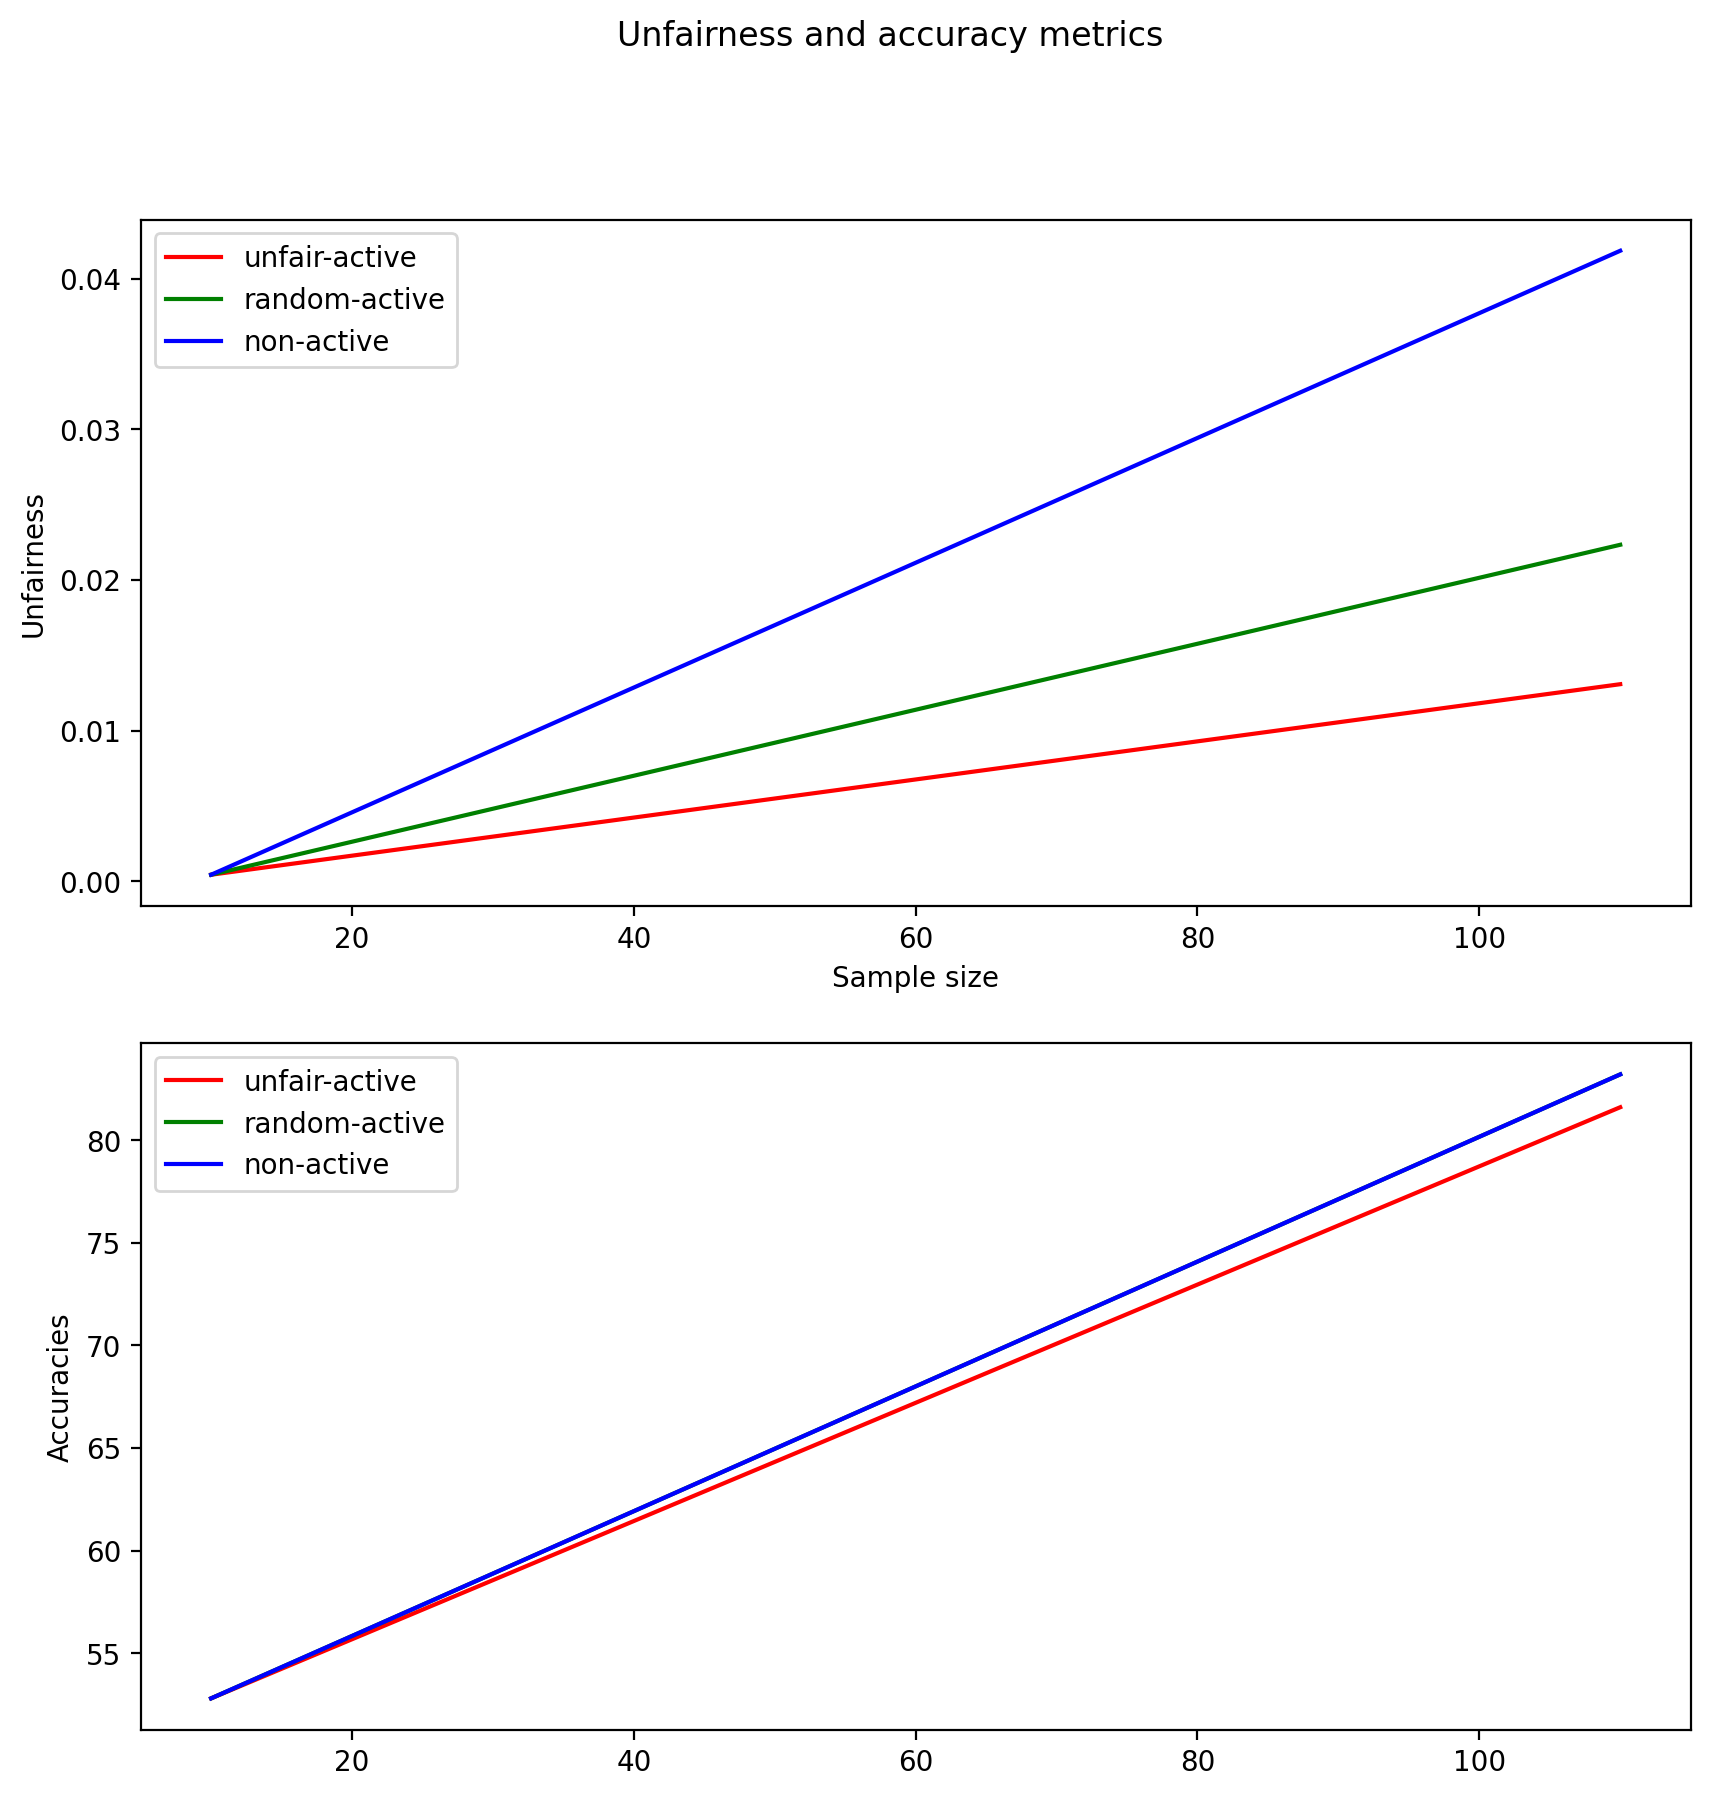 Unfairness and accuracy metrics
unfair-active
random-active
non-active
0.04
0.03
0.02
0.01
0.00
Unfairness
20 40 60 80 100
Sample size
unfair-active
random-active
non-active
80
75
70
65
60
55
Accuracies
20 40 60 80 100